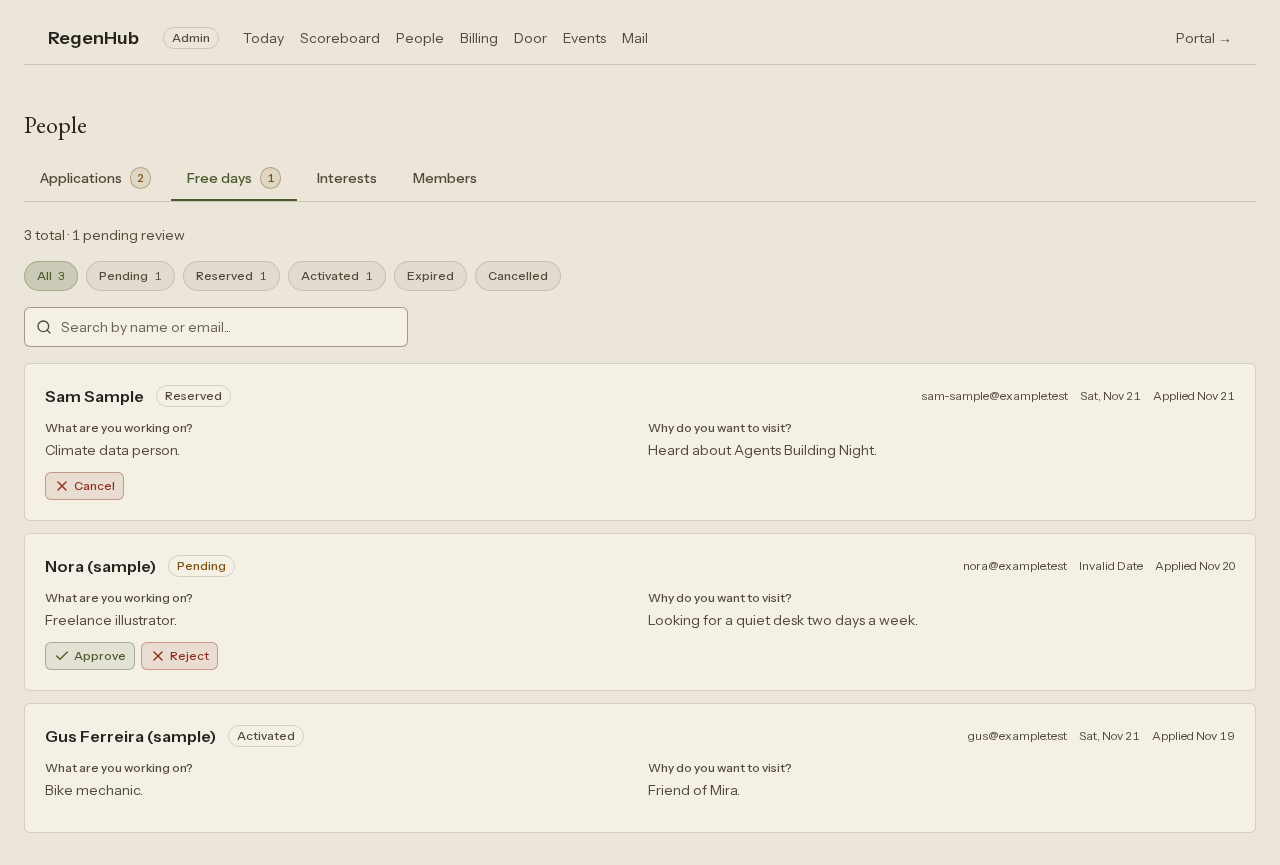 RegenHub Admin Today Scoreboard People Billing Door Events Mail Portal →
People
Applications 2 Free days 1 Interests Members
3 total · 1 pending review
All 3 Pending 1 Reserved 1 Activated 1 Expired Cancelled
Search by name or email...
Sam Sample Reserved sam-sample@example.test Sat, Nov 21 Applied Nov 21
What are you working on? Why do you want to visit?
Climate data person. Heard about Agents Building Night.
Cancel
Nora (sample) Pending nora@example.test Invalid Date Applied Nov 20
What are you working on? Why do you want to visit?
Freelance illustrator. Looking for a quiet desk two days a week.
Approve Reject
Gus Ferreira (sample) Activated gus@example.test Sat, Nov 21 Applied Nov 19
What are you working on? Why do you want to visit?
Bike mechanic. Friend of Mira.